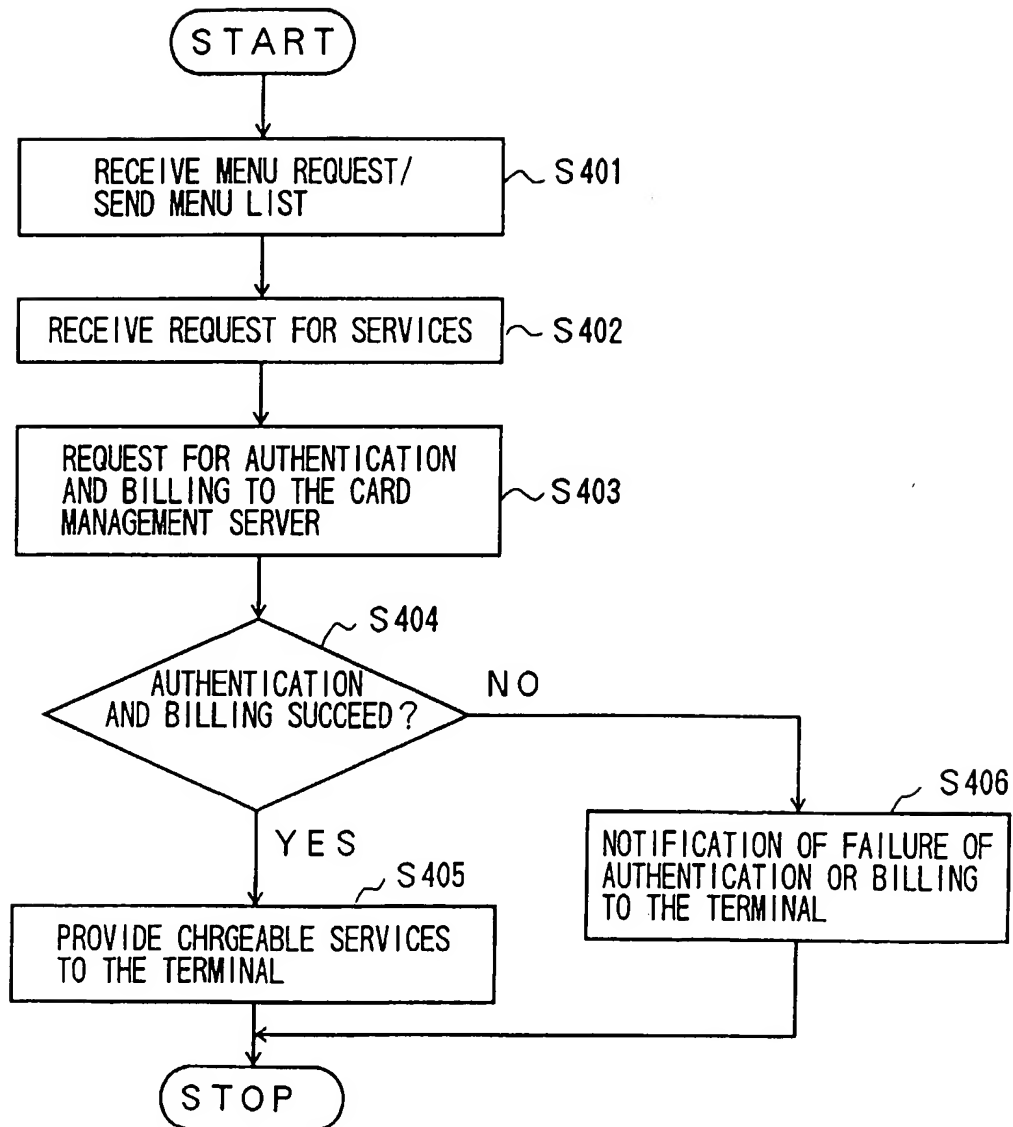 START
RECEIVE MENU REQUEST/
SEND MENU LIST
S401
RECEIVE REQUEST FOR SERVICES
S402
REQUEST FOR AUTHENTICATION
AND BILLING TO THE CARD
MANAGEMENT SERVER
S403
S404
AUTHENTICATION
AND BILLING SUCCEED?
NO
YES
S405
PROVIDE CHRGEABLE SERVICES
TO THE TERMINAL
S406
NOTIFICATION OF FAILURE OF
AUTHENTICATION OR BILLING
TO THE TERMINAL
STOP